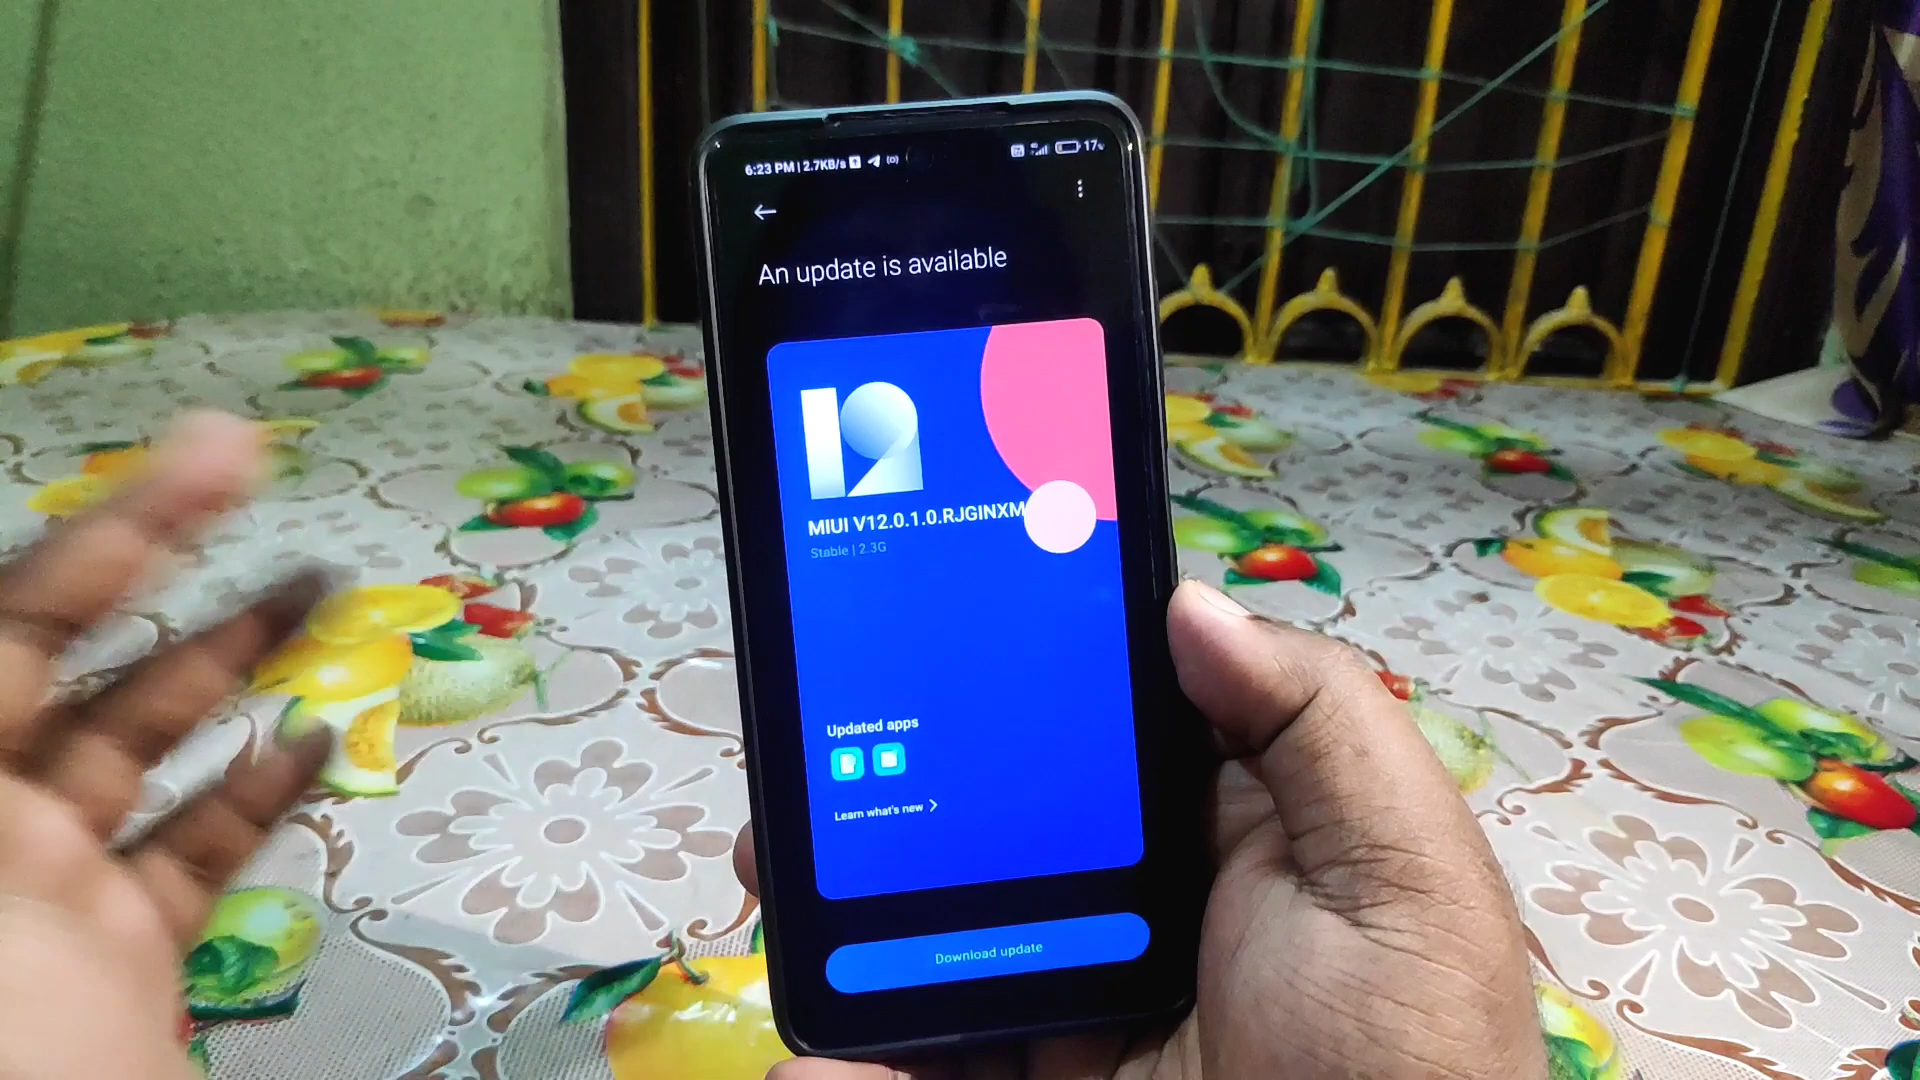 6:23 PM | 2.7KB/s
17%
An update is available
12
MIUI V12.0.1.0.RJGINXM
Stable | 2.3G
Updated apps
Learn what's new
Download update